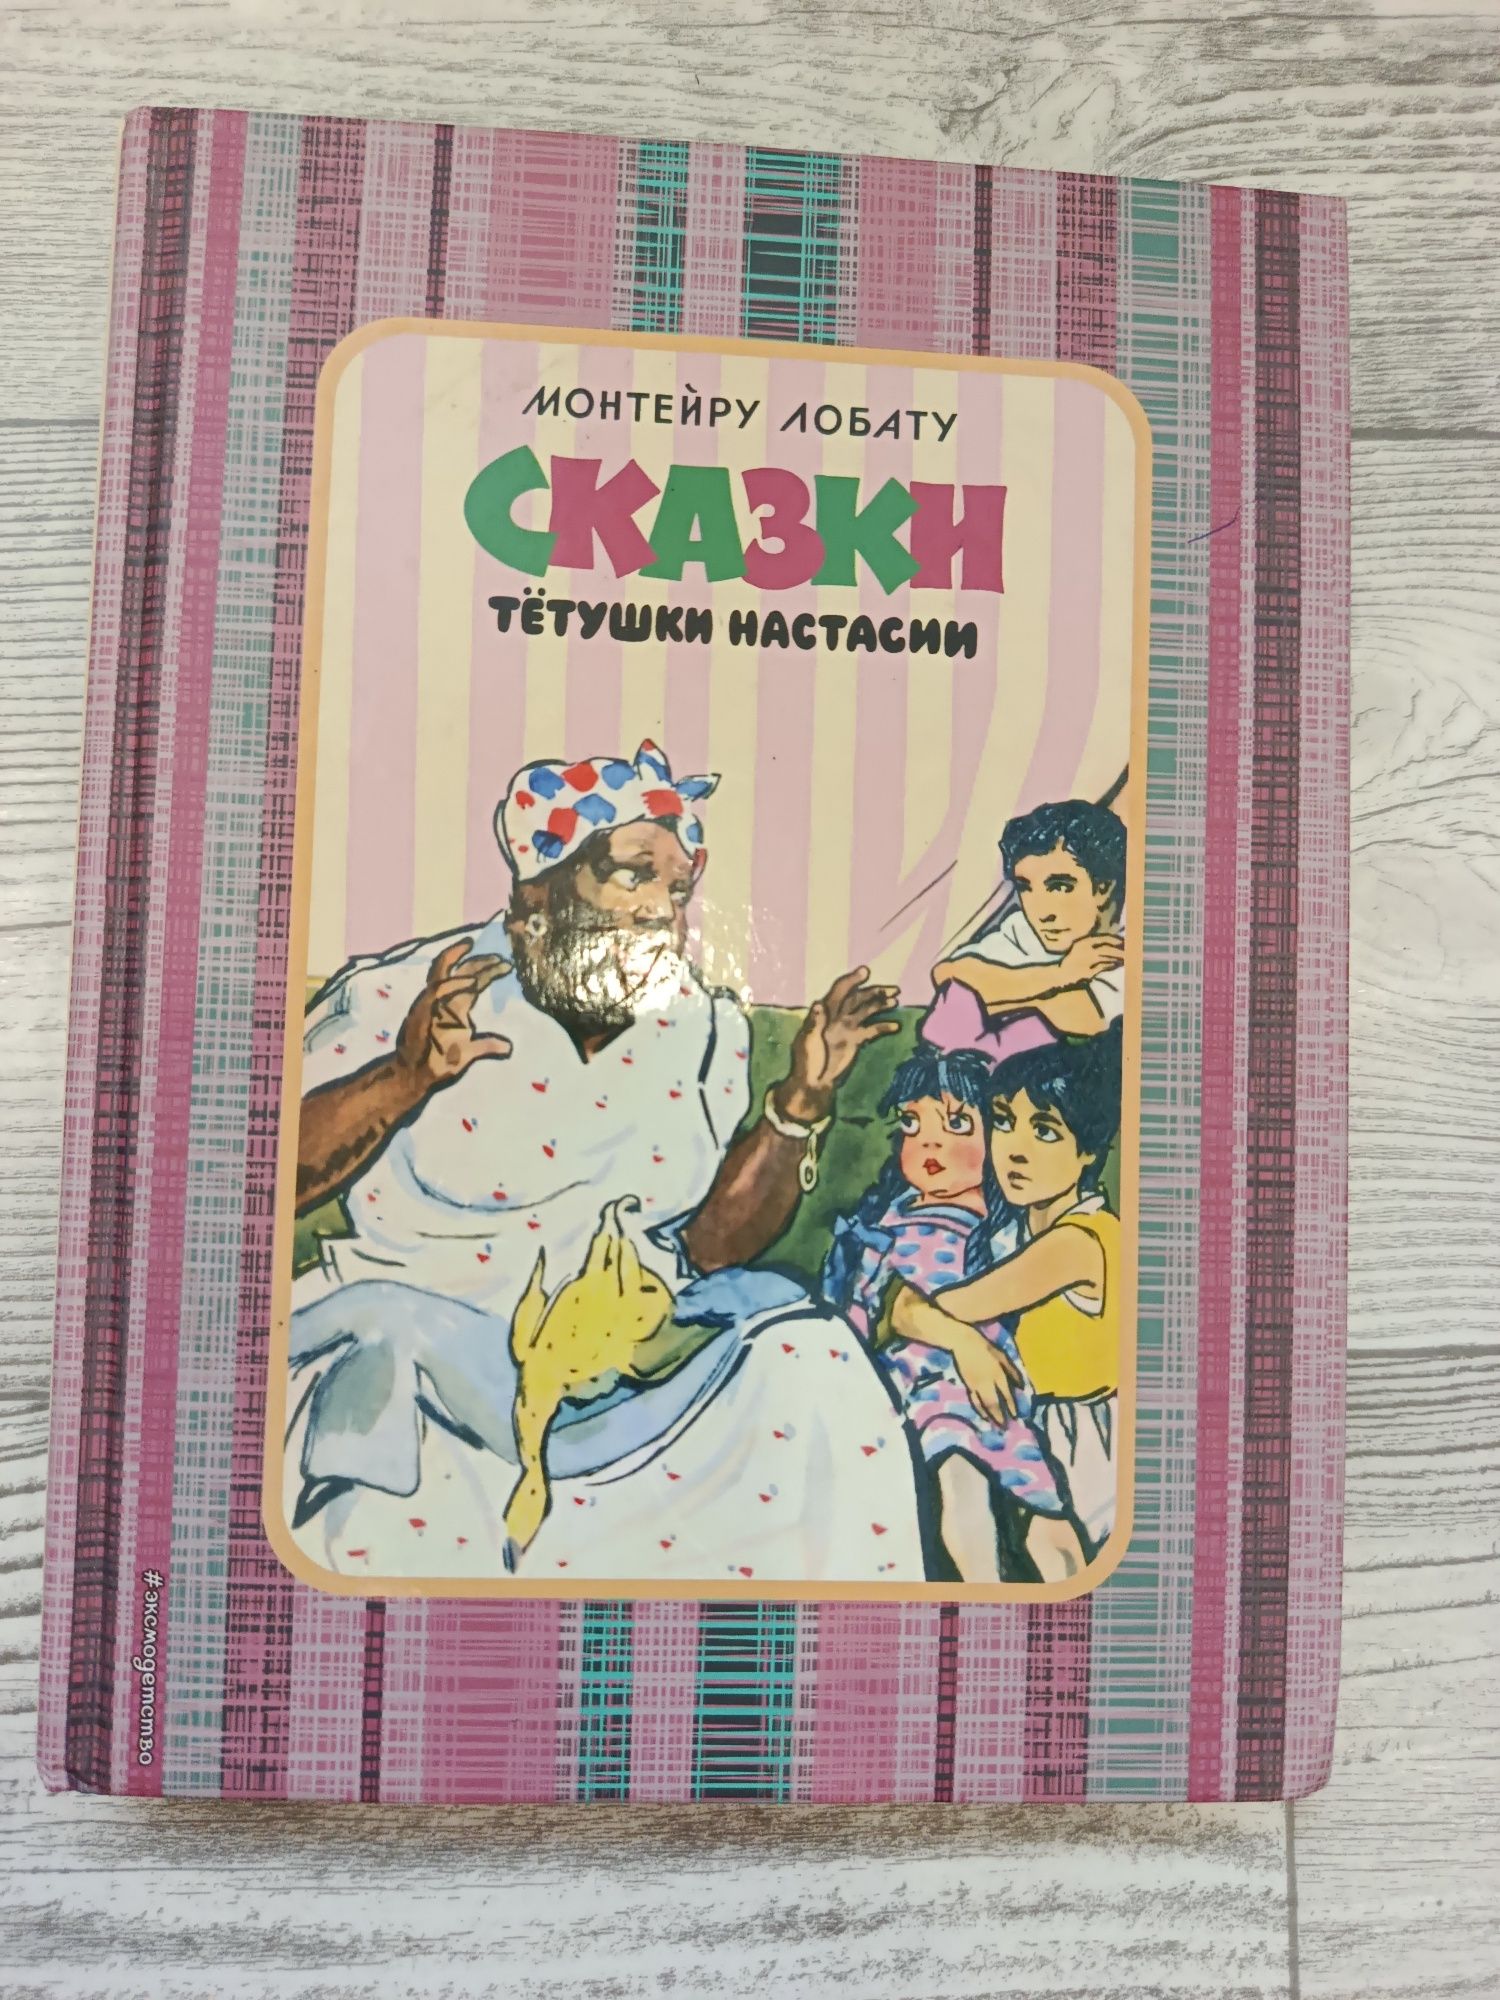 МОНТЕЙРУ ЛОБАТУ
СКАЗКИ
ТЁТУШКИ НАСТАСИИ
#эксмодетство